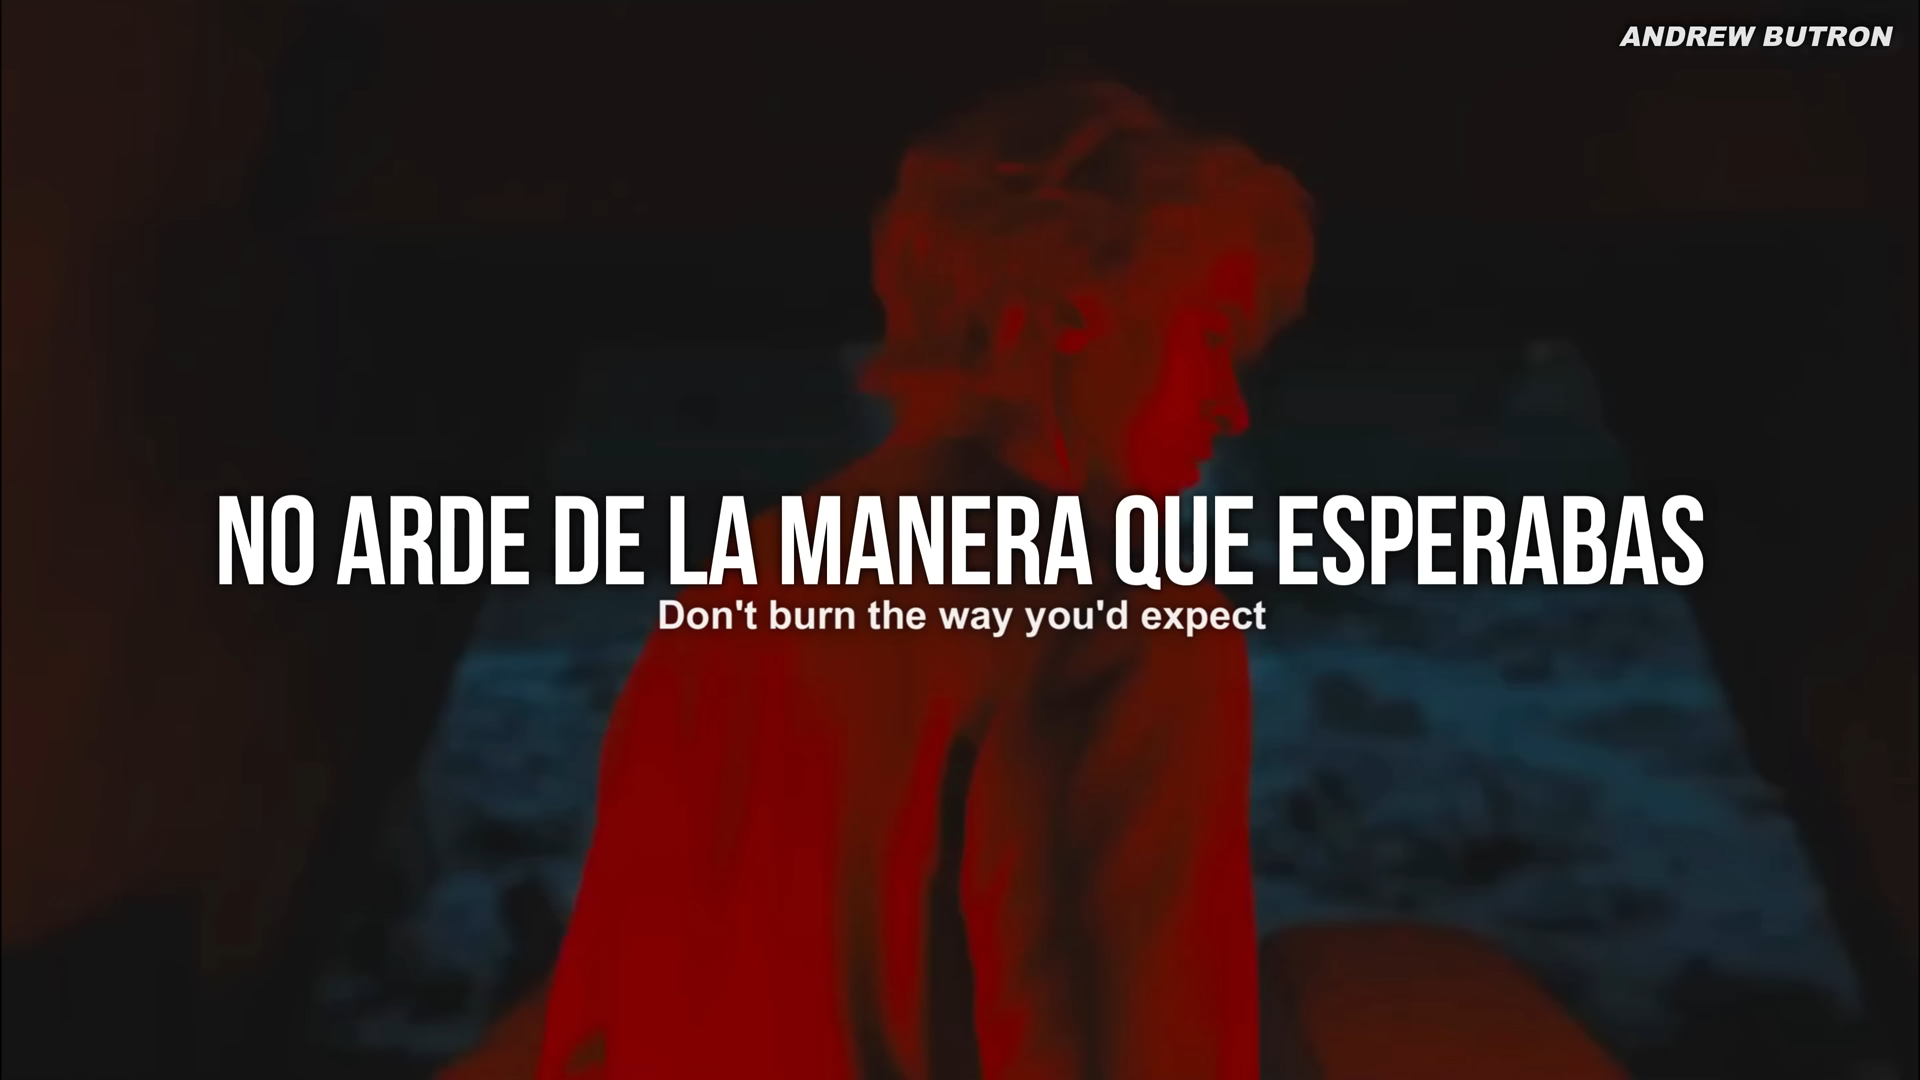 ANDREW BUTRON
NO ARDE DE LA MANERA QUE ESPERABAS
Don't burn the way you'd expect